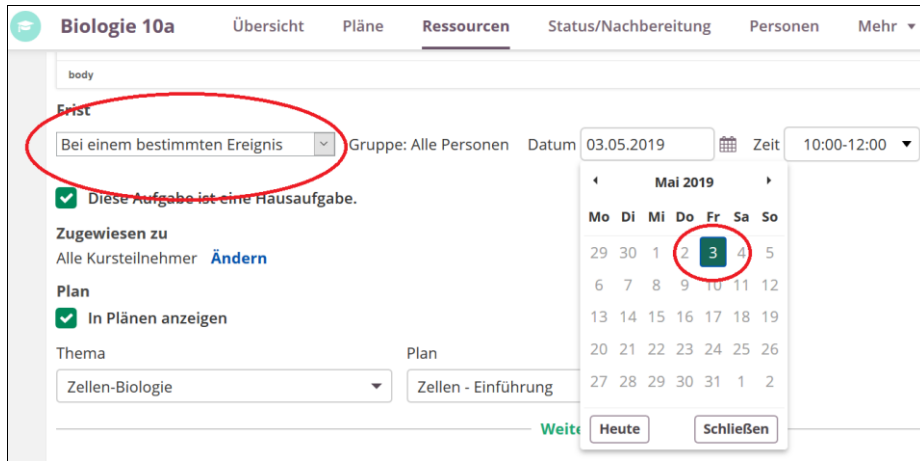 Biologie 10a Übersicht Pläne Ressourcen Status/Nachbereitung Personen Mehr
body
Frist
Bei einem bestimmten Ereignis Gruppe: Alle Personen Datum 03.05.2019 Zeit 10:00-12:00
Diese Aufgabe ist eine Hausaufgabe.
Zugewiesen zu
Alle Kursteilnehmer Ändern
Plan
In Plänen anzeigen
Thema Plan
Zellen-Biologie Zellen - Einführung
Mai 2019
Mo Di Mi Do Fr Sa So
29 30 1 2 3 4 5
6 7 8 9 10 11 12
13 14 15 16 17 18 19
20 21 22 23 24 25 26
27 28 29 30 31 1 2
Heute Schließen